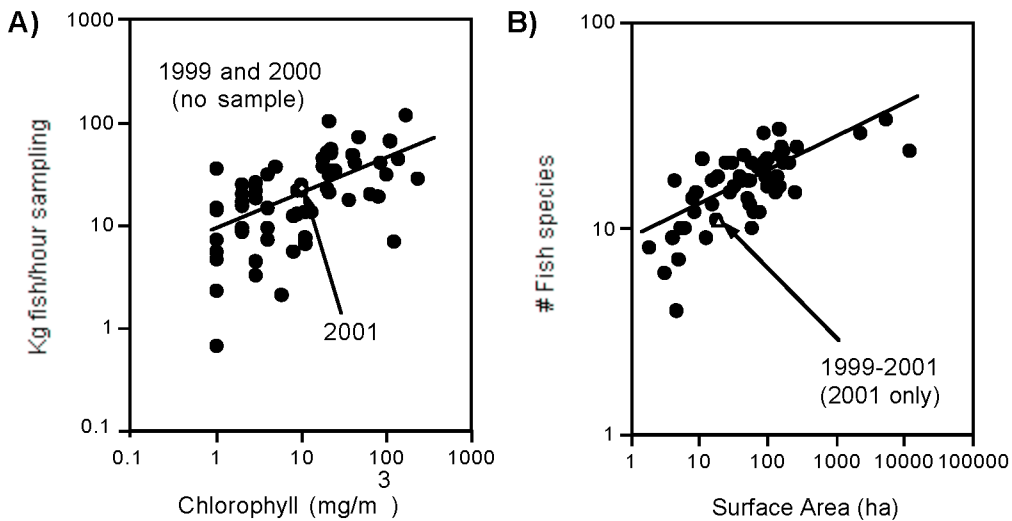 A)
Kg fish/hour sampling
1000
100
10
1
0.1
1999 and 2000
(no sample)
2001
0.1 1 10 100 1000
3
Chlorophyll (mg/m )
B)
# Fish species
100
10
1
1999-2001
(2001 only)
1 10 100 1000 10000 100000
Surface Area (ha)